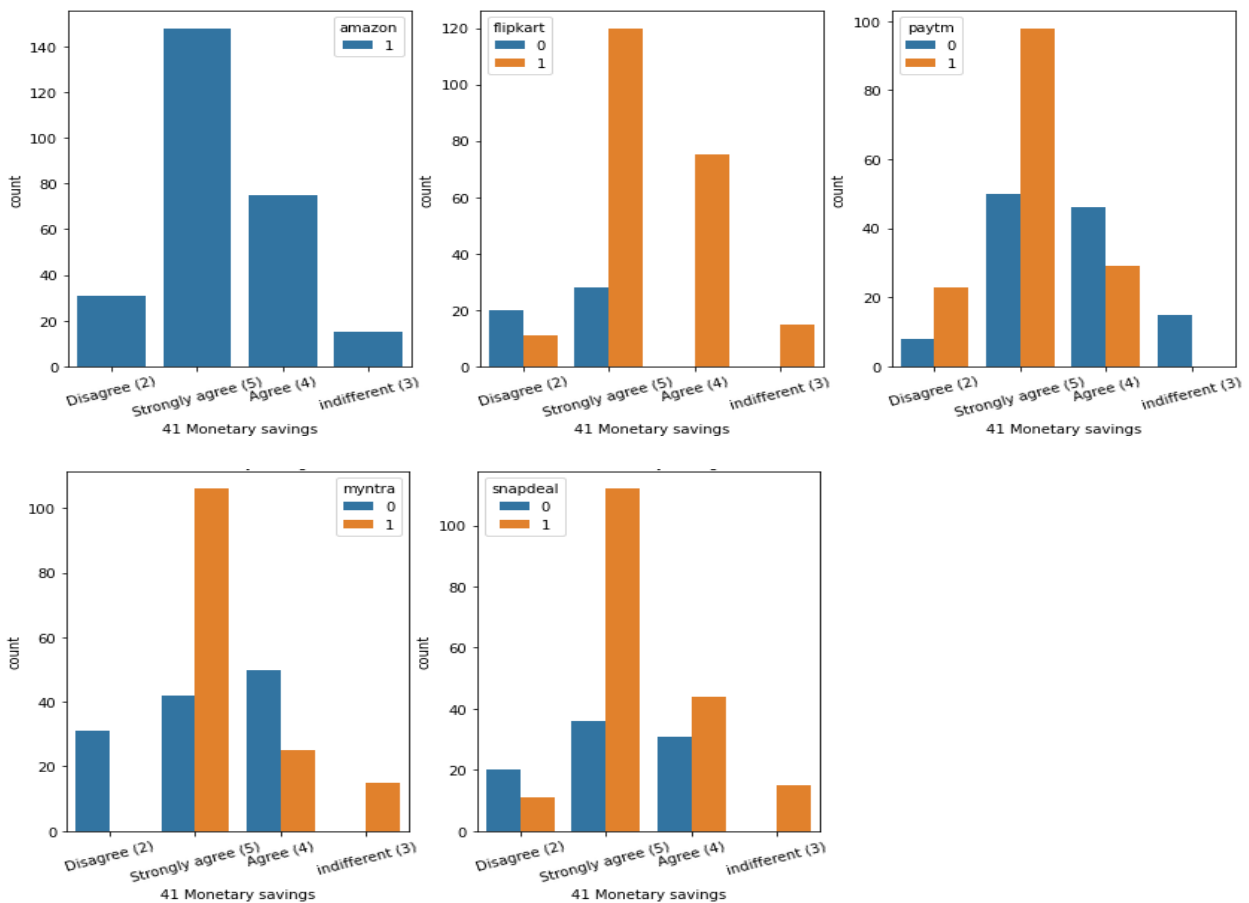 amazon
1
140
120
100
80
60
40
20
0
count
Disagree (2)
Strongly agree (5)
Agree (4)
indifferent (3)
41 Monetary savings
flipkart
0
1
120
100
80
60
40
20
0
count
Disagree (2)
Strongly agree (5)
Agree (4)
indifferent (3)
41 Monetary savings
paytm
0
1
100
80
60
40
20
0
count
Disagree (2)
Strongly agree (5)
Agree (4)
indifferent (3)
41 Monetary savings
myntra
0
1
100
80
60
40
20
0
count
Disagree (2)
Strongly agree (5)
Agree (4)
indifferent (3)
41 Monetary savings
snapdeal
0
1
100
80
60
40
20
0
count
Disagree (2)
Strongly agree (5)
Agree (4)
indifferent (3)
41 Monetary savings